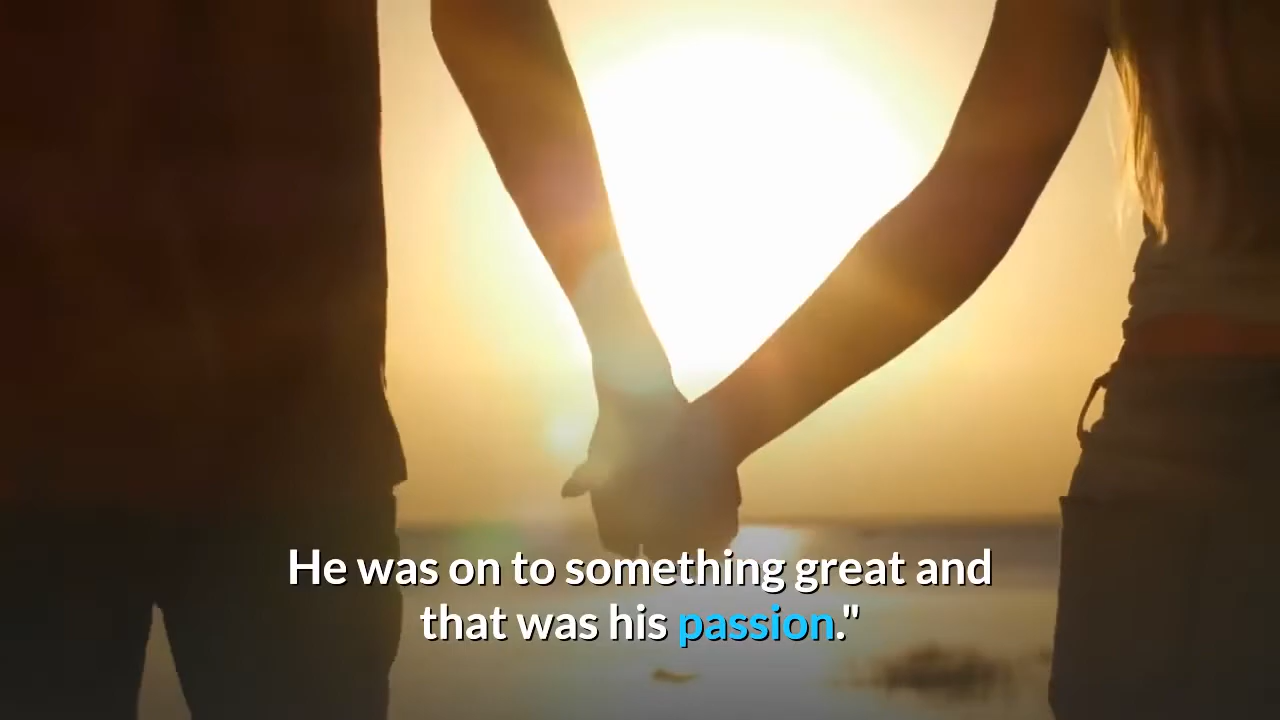 He was on to something great and
that was his passion."